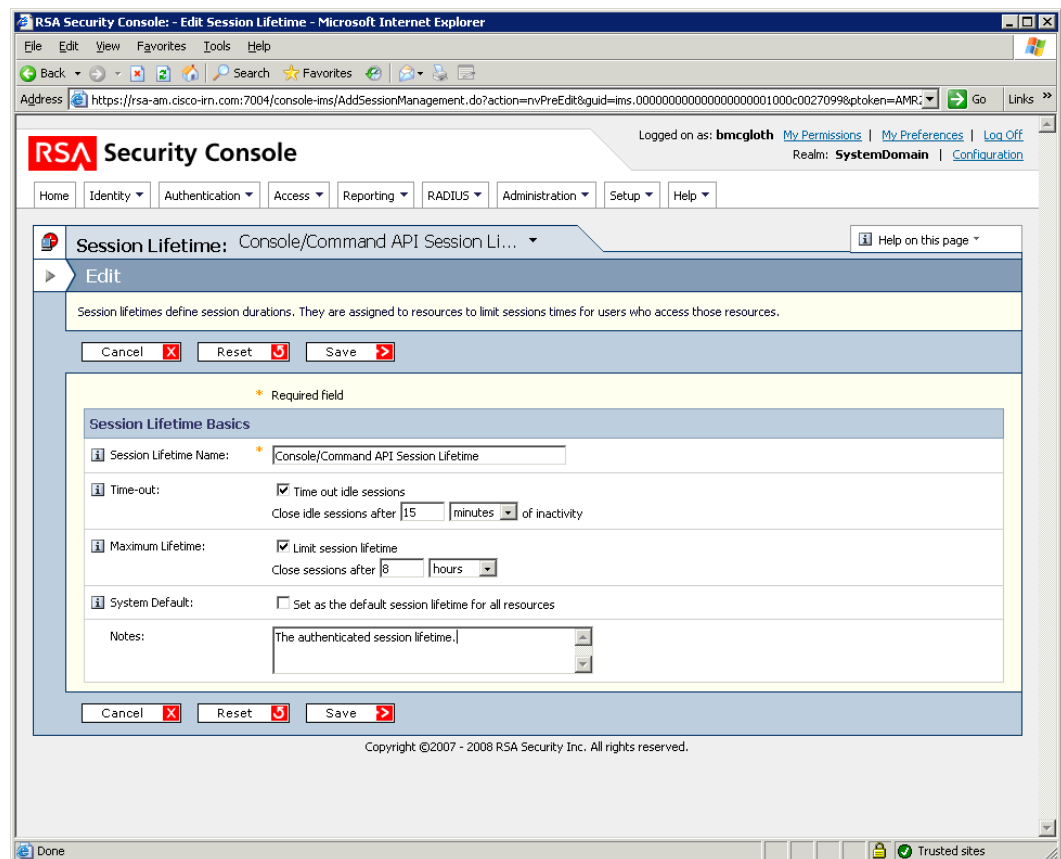 RSA Security Console: - Edit Session Lifetime - Microsoft Internet Explorer
File Edit View Favorites Tools Help
Back Search Favorites
Address https://rsa-am.cisco-irn.com:7004/console-ims/AddSessionManagement.do?action=nvPreEdit&guid=ims.000000000000000000001000c0027099&ptoken=AMR Go Links »
Logged on as: bmcgloth My Permissions | My Preferences | Log Off
RSA Security Console
Realm: SystemDomain | Configuration
Home Identity Authentication Access Reporting RADIUS Administration Setup Help
Session Lifetime: Console/Command API Session Li...
Help on this page
Edit
Session lifetimes define session durations. They are assigned to resources to limit sessions times for users who access those resources.
Cancel Reset Save
* Required field
Session Lifetime Basics
Session Lifetime Name: * Console/Command API Session Lifetime
Time-out: Time out idle sessions
Close idle sessions after 15 minutes of inactivity
Maximum Lifetime: Limit session lifetime
Close sessions after 8 hours
System Default: Set as the default session lifetime for all resources
Notes: The authenticated session lifetime.
Cancel Reset Save
Copyright ©2007 - 2008 RSA Security Inc. All rights reserved.
Done Trusted sites